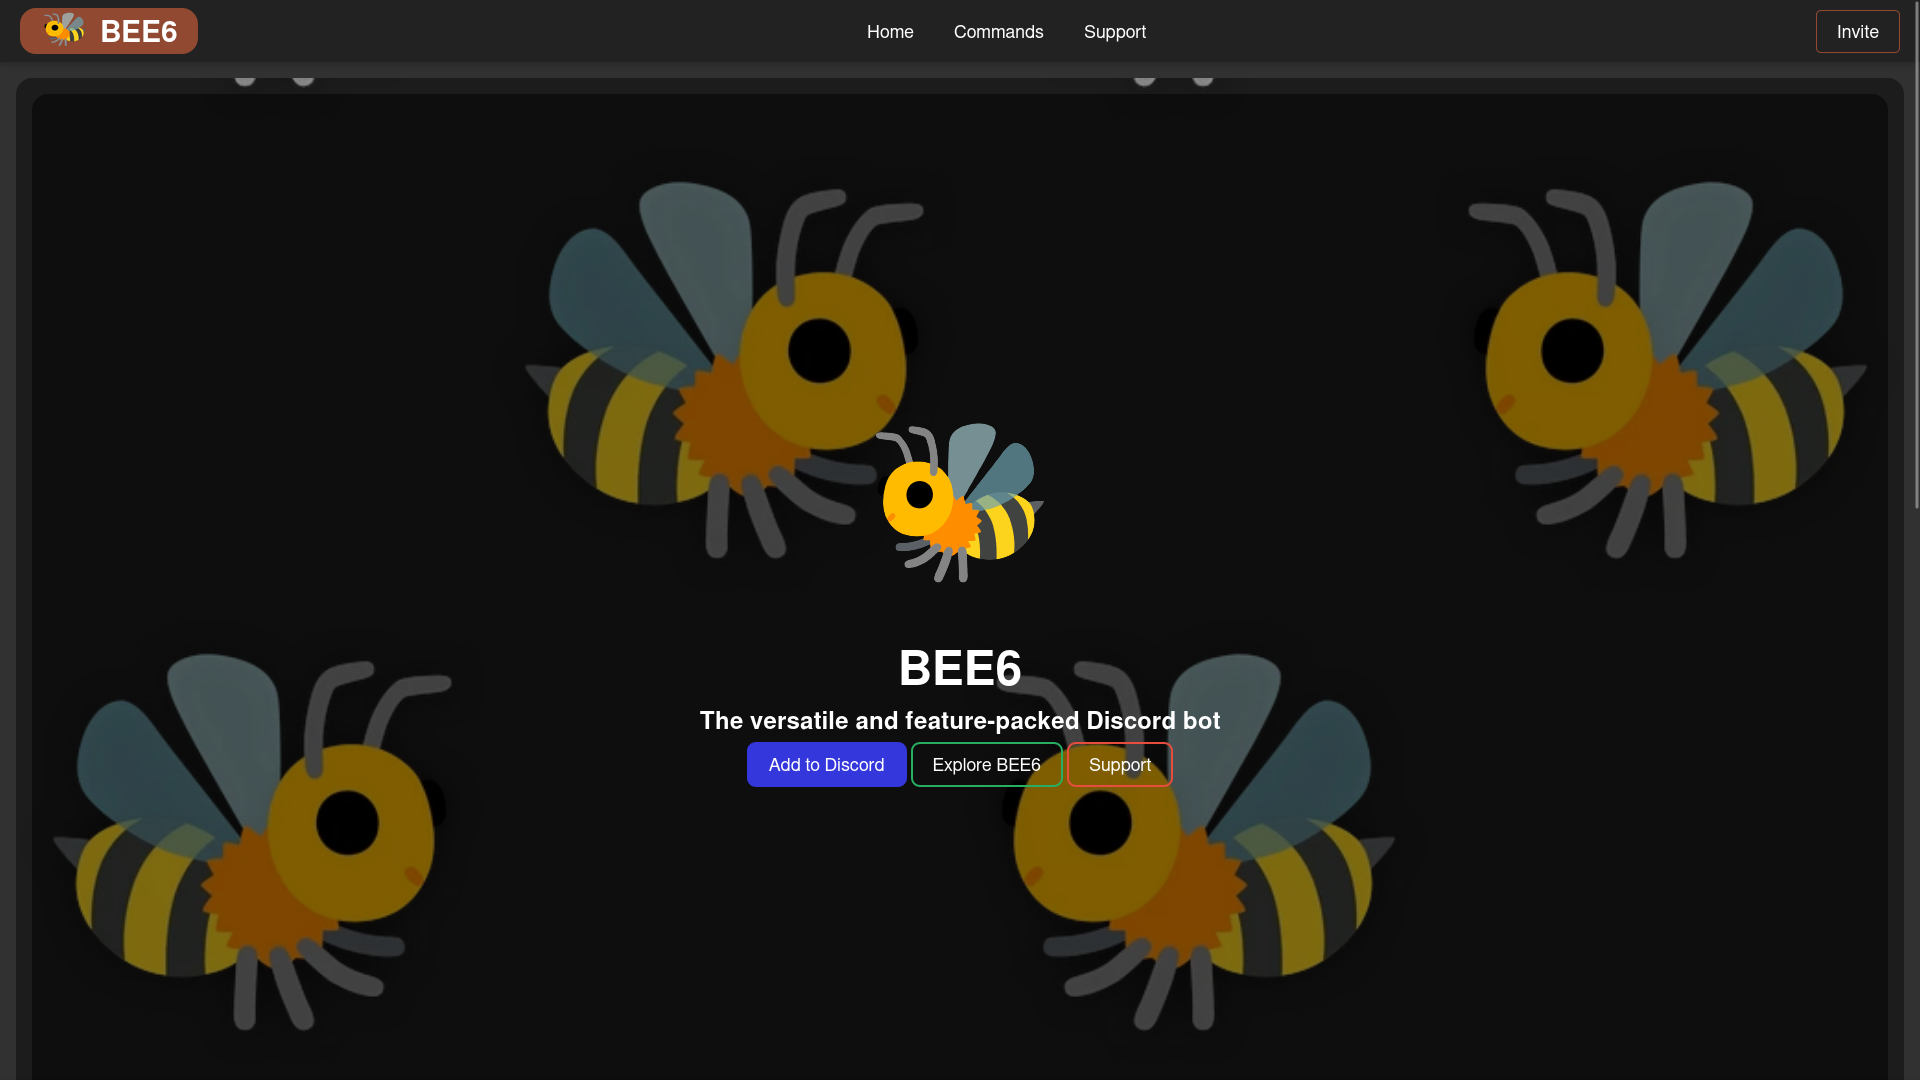 BEE6
Home
Commands
Support
Invite
BEE6
The versatile and feature-packed Discord bot
Add to Discord
Explore BEE6
Support